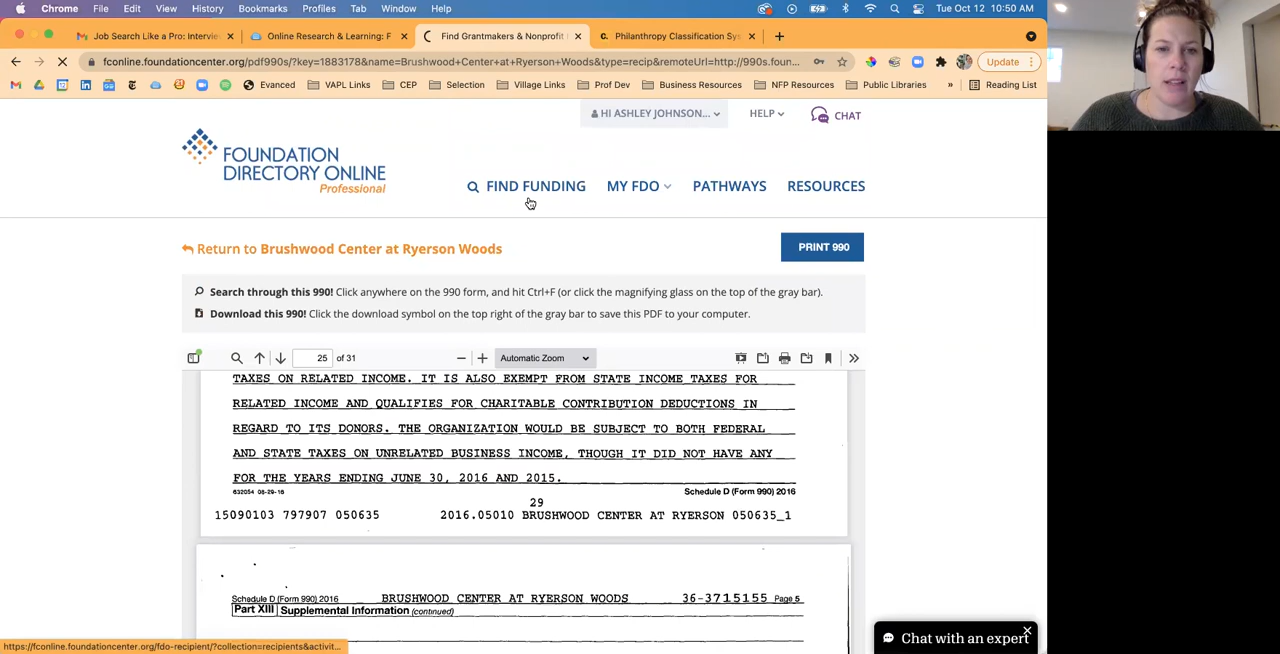 Chrome File Edit View History Bookmarks Profiles Tab Window Help Tue Oct 12 10:50 AM
Job Search Like a Pro: Intervie
Online Research & Learning: F
Find Grantmakers & Nonprofit
Philanthropy Classification Sys
fconline.foundationcenter.org/pdf990s/?key=1883178&name=Brushwood+Center+at+Ryerson+Woods&type=recip&remoteUrl=http://990s.foun... Update
Evanced VAPL Links CEP Selection Village Links Prof Dev Business Resources NFP Resources Public Libraries » Reading List
HI ASHLEY JOHNSON... HELP CHAT
FOUNDATION
DIRECTORY ONLINE
Professional
FIND FUNDING MY FDO PATHWAYS RESOURCES
Return to Brushwood Center at Ryerson Woods PRINT 990
Search through this 990! Click anywhere on the 990 form, and hit Ctrl+F (or click the magnifying glass on the top of the gray bar).
Download this 990! Click the download symbol on the top right of the gray bar to save this PDF to your computer.
25 of 31 Automatic Zoom
TAXES ON RELATED INCOME. IT IS ALSO EXEMPT FROM STATE INCOME TAXES FOR
RELATED INCOME AND QUALIFIES FOR CHARITABLE CONTRIBUTION DEDUCTIONS IN
REGARD TO ITS DONORS. THE ORGANIZATION WOULD BE SUBJECT TO BOTH FEDERAL
AND STATE TAXES ON UNRELATED BUSINESS INCOME, THOUGH IT DID NOT HAVE ANY
FOR THE YEARS ENDING JUNE 30, 2016 AND 2015.
632054 08-29-16 Schedule D (Form 990) 2016
29
15090103 797907 050635 2016.05010 BRUSHWOOD CENTER AT RYERSON 050635_1
Schedule D (Form 990) 2016 BRUSHWOOD CENTER AT RYERSON WOODS 36-3715155 Page 5
Part XIII Supplemental Information (continued)
Chat with an expert
https://fconline.foundationcenter.org/fdo-recipient/?collection=recipients&activit...